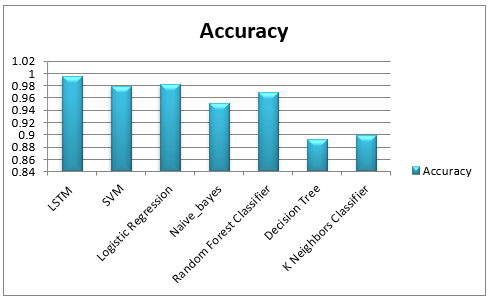 Accuracy
1.02
1
0.98
0.96
0.94
0.92
0.9
0.88
0.86
0.84
LSTM
SVM
Logistic Regression
Naive_bayes
Random Forest Classifier
Decision Tree
K Neighbors Classifier
Accuracy